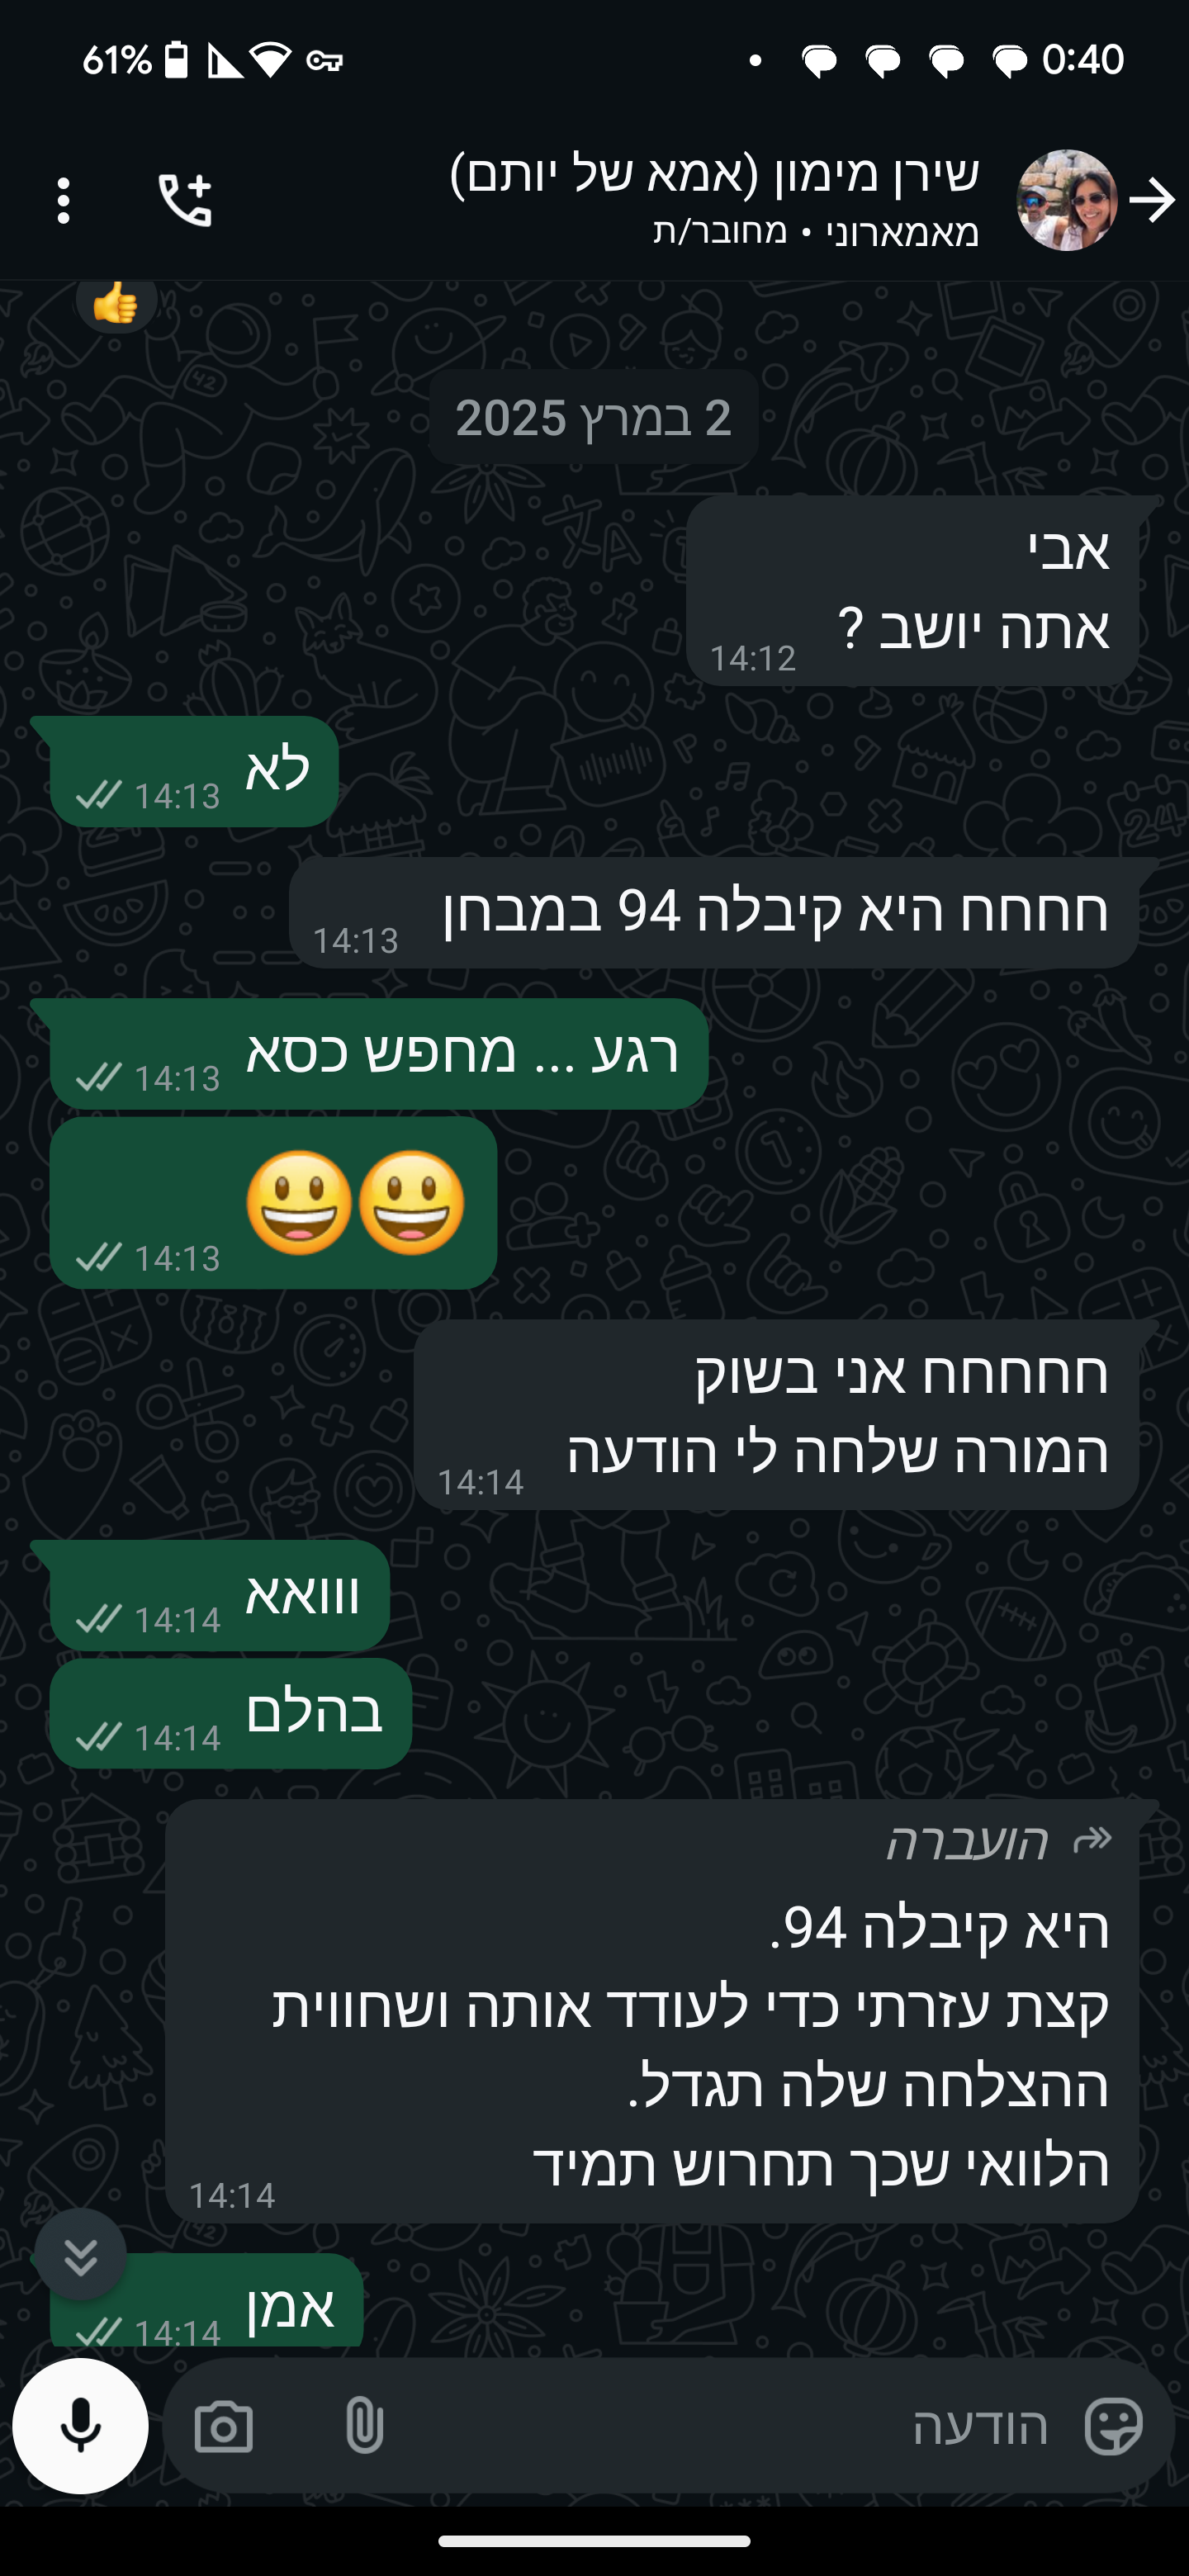 61%
0:40
שירן מימון (אמא של יותם)
מאמארוני • מחובר/ת
2 במרץ 2025
אבי
אתה יושב ?
14:12
לא
14:13
חחחח היא קיבלה 94 במבחן
14:13
רגע ... מחפש כסא
14:13
14:13
חחחחח אני בשוק
המורה שלחה לי הודעה
14:14
וווואאא
14:14
בהלם
14:14
הועברה
היא קיבלה 94.
קצת עזרתי כדי לעודד אותה ושחווית
ההצלחה שלה תגדל.
הלוואי שכך תחרוש תמיד
14:14
אמן
14:14
הודעה